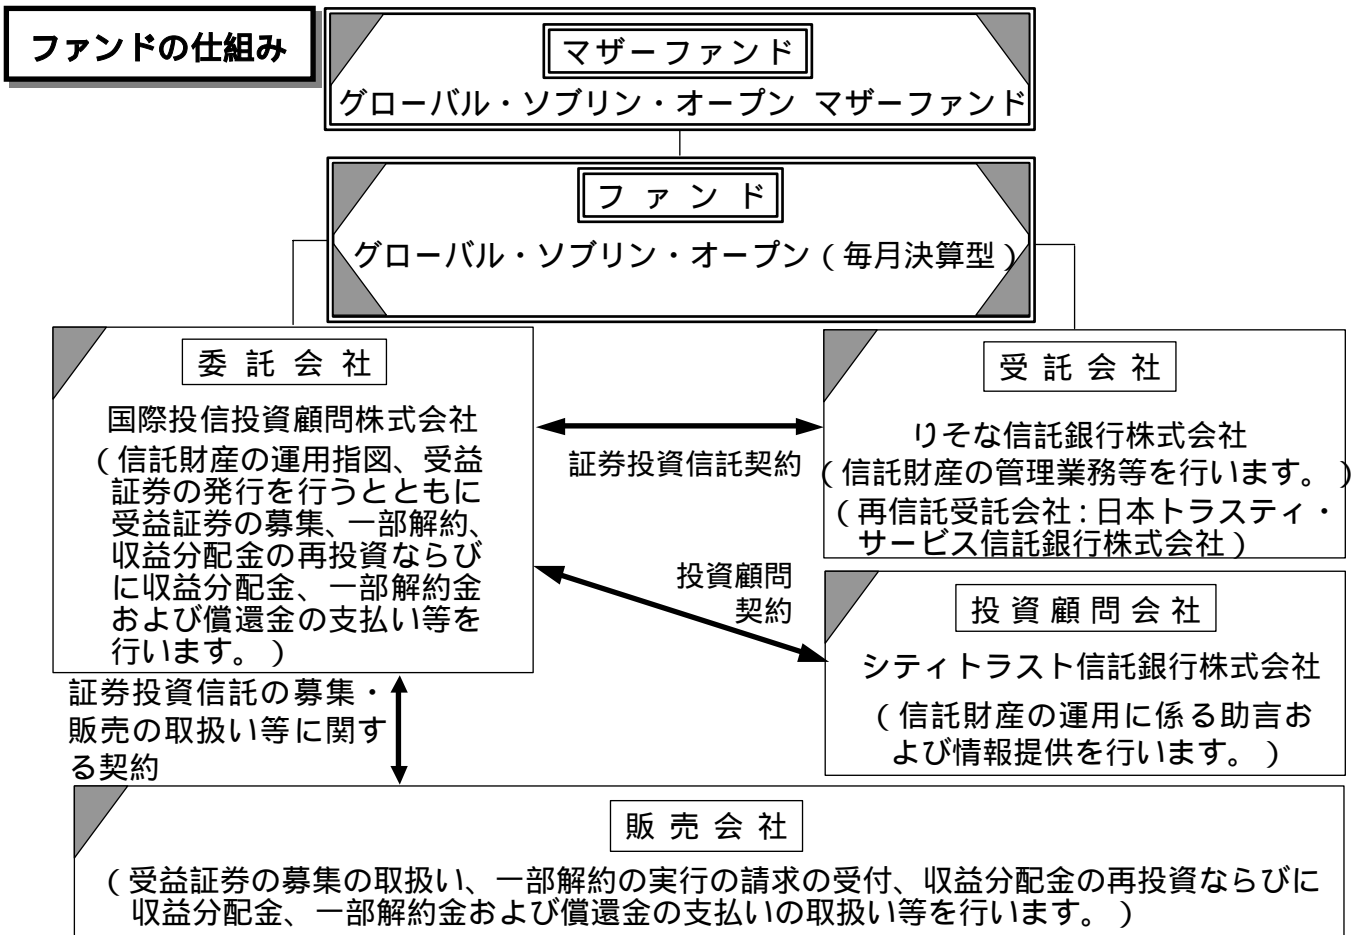 ファンドの仕組み
マザーファンド
グローバル・ソブリン・オープン マザーファンド
ファンド
グローバル・ソブリン・オープン（毎月決算型）
委託会社
国際投信投資顧問株式会社
（信託財産の運用指図、受益
証券の発行を行うとともに
受益証券の募集、一部解約、
収益分配金の再投資ならび
に収益分配金、一部解約金
および償還金の支払い等を
行います。）
証券投資信託契約
受託会社
りそな信託銀行株式会社
（信託財産の管理業務等を行います。）
（再信託受託会社：日本トラスティ・
サービス信託銀行株式会社）
投資顧問
契約
投資顧問会社
シティトラスト信託銀行株式会社
（信託財産の運用に係る助言お
よび情報提供を行います。）
証券投資信託の募集・
販売の取扱い等に関す
る契約
販売会社
（受益証券の募集の取扱い、一部解約の実行の請求の受付、収益分配金の再投資ならびに
収益分配金、一部解約金および償還金の支払いの取扱い等を行います。）